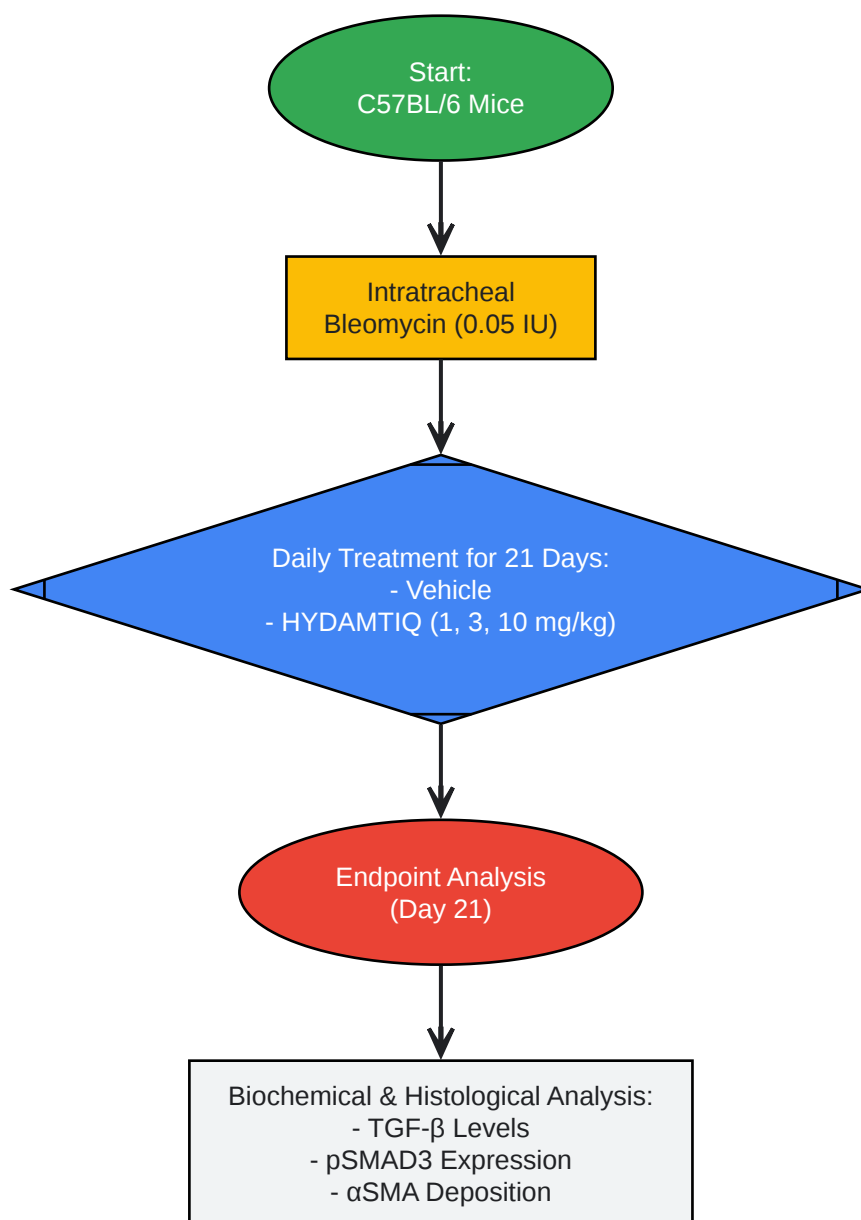 Start:
C57BL/6 Mice
Intratracheal
Bleomycin (0.05 IU)
Daily Treatment for 21 Days:
- Vehicle
- HYDAMTIQ (1, 3, 10 mg/kg)
Endpoint Analysis
(Day 21)
Biochemical & Histological Analysis:
- TGF-β Levels
- pSMAD3 Expression
- αSMA Deposition